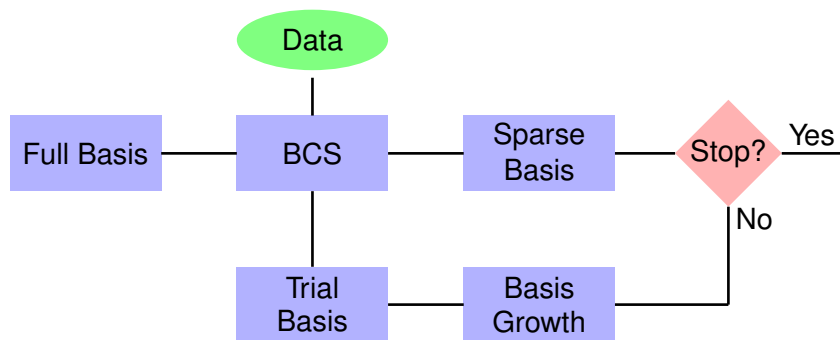 Data
Full Basis
BCS
Sparse
Basis
Stop?
Yes
No
Trial
Basis
Basis
Growth